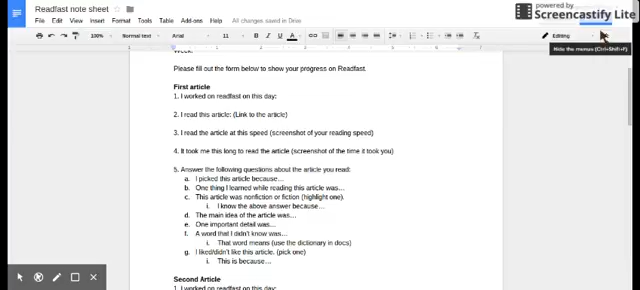 Readfast note sheet
powered by
Screencastify Lite
File Edit View Insert Format Tools Table Add-ons Help All changes saved in Drive
100% Normal text Arial 11 B I U A Editing
Hide the menus (Ctrl+Shift+F)
Please fill out the form below to show your progress on Readfast.
First article
1. I worked on readfast on this day:
2. I read this article: (Link to the article)
3. I read the article at this speed (screenshot of your reading speed)
4. It took me this long to read the article (screenshot of the time it took you)
5. Answer the following questions about the article you read:
a. I picked this article because…
b. One thing I learned while reading this article was…
c. This article was nonfiction or fiction (highlight one).
i. I know the above answer because…
d. The main idea of the article was…
e. One important detail was…
f. A word that I didn't know was…
i. That word means (use the dictionary in docs)
g. I liked/didn't like this article. (pick one)
i. This is because…
Second Article
1. I worked on readfast on this day: